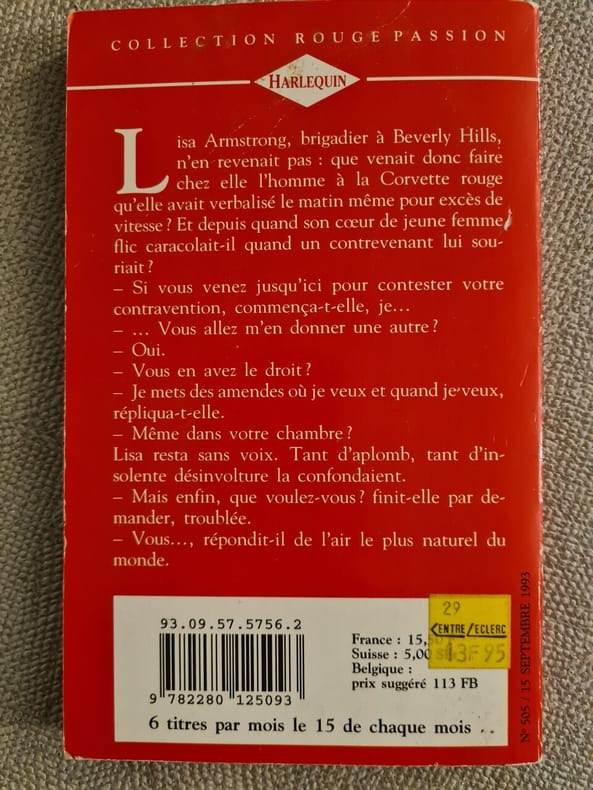 COLLECTION ROUGE PASSION
HARLEQUIN
Lisa Armstrong, brigadier à Beverly Hills,
n'en revenait pas : que venait donc faire
chez elle l'homme à la Corvette rouge
qu'elle avait verbalisé le matin même pour excès de
vitesse ? Et depuis quand son cœur de jeune femme
flic caracolait-il quand un contrevenant lui sou-
riait ?
– Si vous venez jusqu'ici pour contester votre
contravention, commença-t-elle, je...
– ... Vous allez m'en donner une autre ?
– Oui.
– Vous en avez le droit ?
– Je mets des amendes où je veux et quand je veux,
répliqua-t-elle.
– Même dans votre chambre ?
Lisa resta sans voix. Tant d'aplomb, tant d'in-
solente désinvolture la confondaient.
– Mais enfin, que voulez-vous ? finit-elle par de-
mander, troublée.
– Vous..., répondit-il de l'air le plus naturel du
monde.
93.09.57.5756.2
9 782280 125093
France : 15,
Suisse : 5,00
Belgique :
prix suggéré 113 FB
29
CENTRE LECLERC
13F95
6 titres par mois le 15 de chaque mois . .
N° 505 / 15 SEPTEMBRE 1993